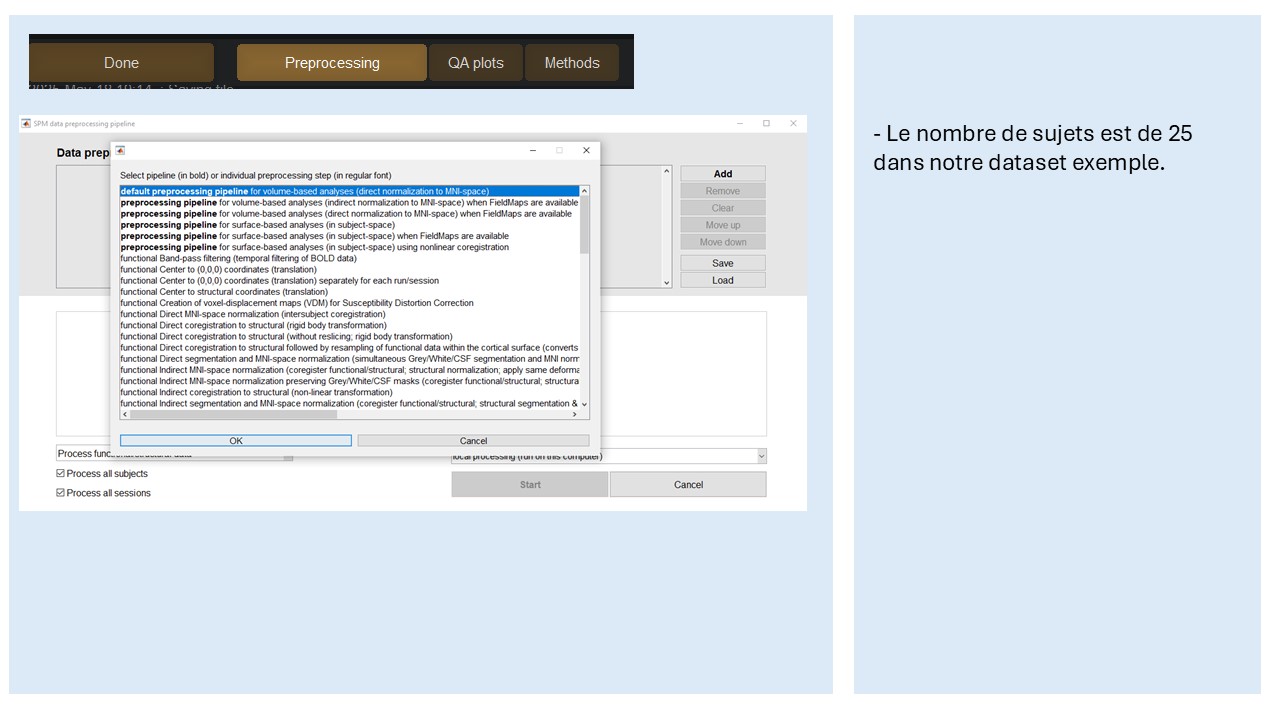 Done
Preprocessing
QA plots
Methods
SPM data preprocessing pipeline
Data prep
Select pipeline (in bold) or individual preprocessing step (in regular font)
default preprocessing pipeline for volume-based analyses (direct normalization to MNI-space)
preprocessing pipeline for volume-based analyses (indirect normalization to MNI-space) when FieldMaps are available
preprocessing pipeline for volume-based analyses (direct normalization to MNI-space) when FieldMaps are available
preprocessing pipeline for surface-based analyses (in subject-space)
preprocessing pipeline for surface-based analyses (in subject-space) when FieldMaps are available
preprocessing pipeline for surface-based analyses (in subject-space) using nonlinear coregistration
functional Band-pass filtering (temporal filtering of BOLD data)
functional Center to (0,0,0) coordinates (translation)
functional Center to (0,0,0) coordinates (translation) separately for each run/session
functional Center to structural coordinates (translation)
functional Creation of voxel-displacement maps (VDM) for Susceptibility Distortion Correction
functional Direct MNI-space normalization (intersubject coregistration)
functional Direct coregistration to structural (rigid body transformation)
functional Direct coregistration to structural (without reslicing; rigid body transformation)
functional Direct coregistration to structural followed by resampling of functional data within the cortical surface (converts
functional Direct segmentation and MNI-space normalization (simultaneous Grey/White/CSF segmentation and MNI norm
functional Indirect MNI-space normalization (coregister functional/structural; structural normalization; apply same deforma
functional Indirect MNI-space normalization preserving Grey/White/CSF masks (coregister functional/structural; structura
functional Indirect coregistration to structural (non-linear transformation)
functional Indirect segmentation and MNI-space normalization (coregister functional/structural; structural segmentation &
OK
Cancel
Add
Remove
Clear
Move up
Move down
Save
Load
local processing (run on this computer)
Process all subjects
Process all sessions
Start
Cancel
- Le nombre de sujets est de 25
dans notre dataset exemple.